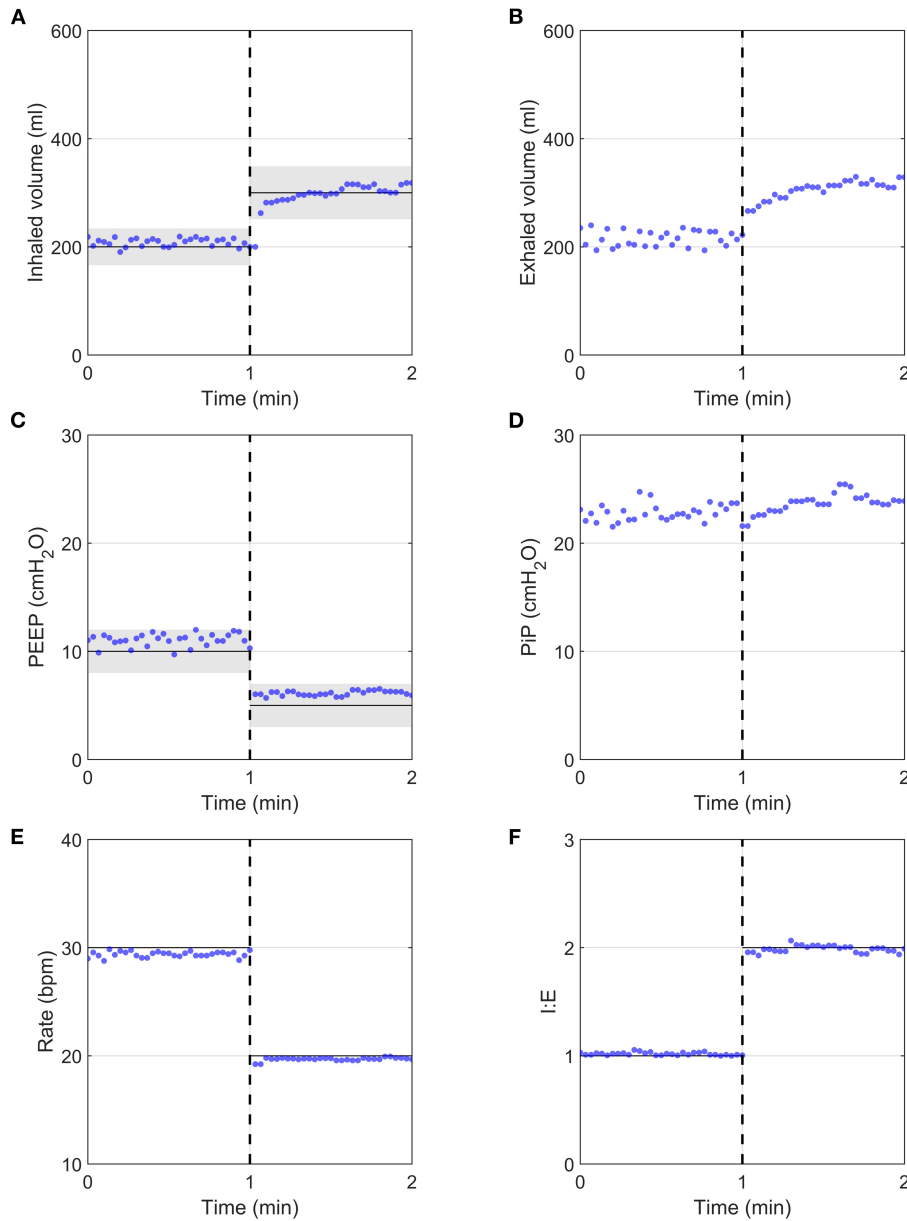 A
600
400
200
0
Inhaled volume (ml)
0
1
2
Time (min)
B
600
400
200
0
Exhaled volume (ml)
0
1
2
Time (min)
C
30
20
10
0
PEEP (cmH₂O)
0
1
2
Time (min)
D
30
20
10
0
PiP (cmH₂O)
0
1
2
Time (min)
E
40
30
20
10
Rate (bpm)
0
1
2
Time (min)
F
3
2
1
0
I:E
0
1
2
Time (min)